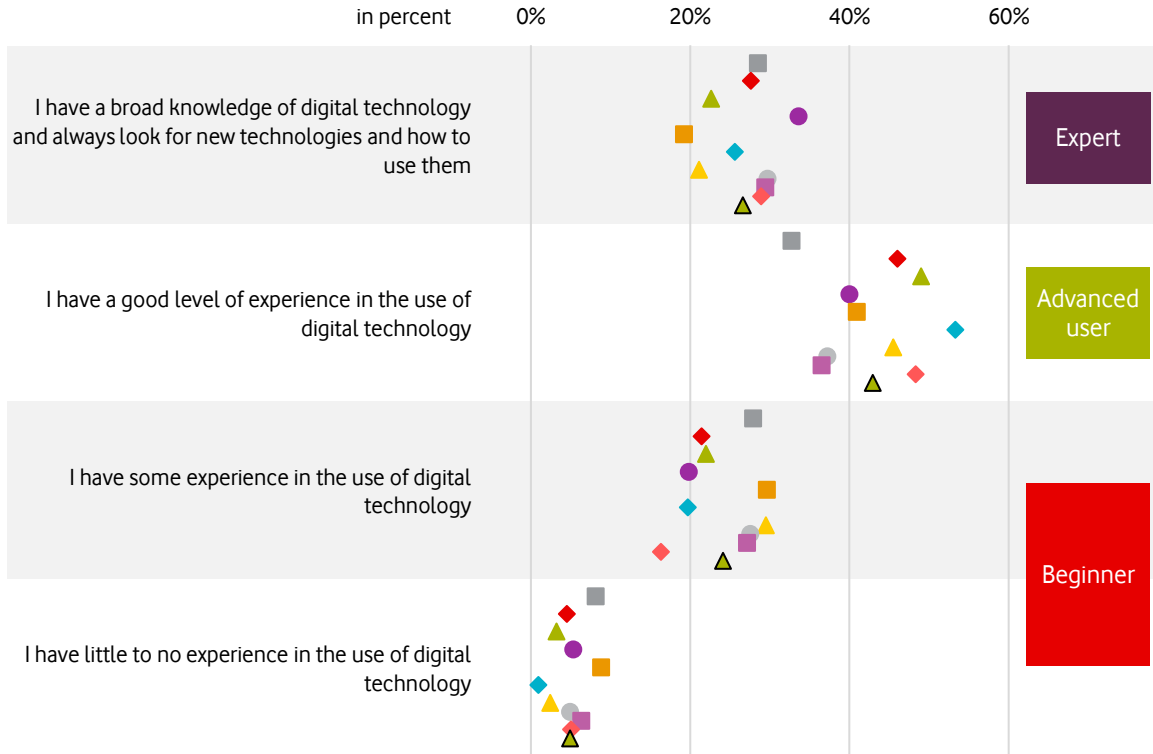 in percent 0% 20% 40% 60%
I have a broad knowledge of digital technology
and always look for new technologies and how to
use them
Expert
I have a good level of experience in the use of
digital technology
Advanced
user
I have some experience in the use of digital
technology
Beginner
I have little to no experience in the use of digital
technology